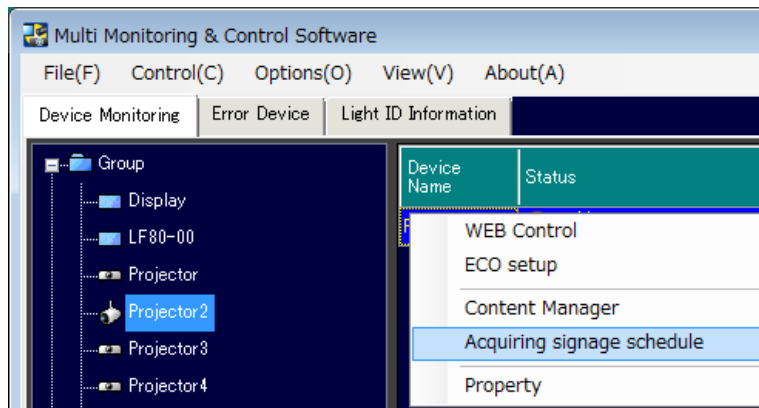 Multi Monitoring & Control Software
File(F) Control(C) Options(O) View(V) About(A)
Device Monitoring Error Device Light ID Information
Group
Display
LF80-00
Projector
Projector2
Projector3
Projector4
Device
Name
Status
WEB Control
ECO setup
Content Manager
Acquiring signage schedule
Property